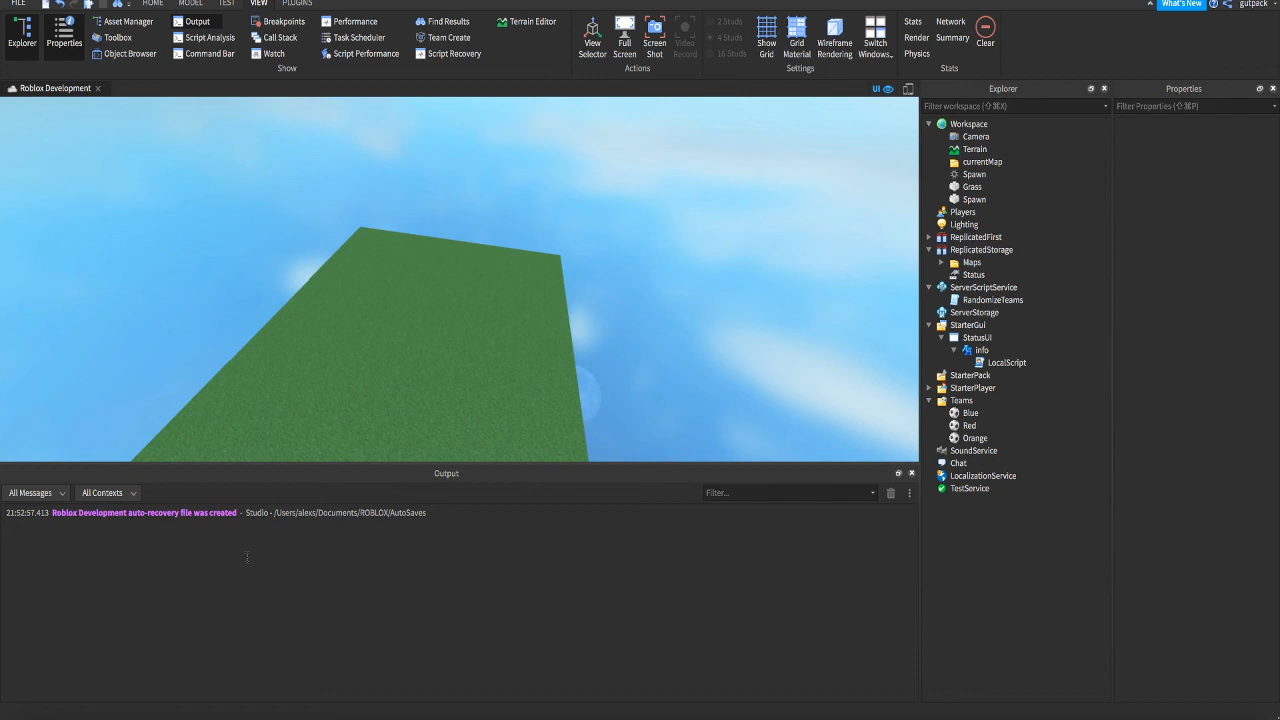 FILE HOME MODEL TEST VIEW PLUGINS What's New gutpack
Explorer Properties Asset Manager Output Breakpoints Performance Find Results Terrain Editor View Selector Full Screen Screen Shot Video Record 2 Studs Show Grid Grid Material Wireframe Rendering Switch Windows Stats Network Clear
Toolbox Script Analysis Call Stack Task Scheduler Team Create 4 Studs Render Summary
Object Browser Command Bar Watch Script Performance Script Recovery 16 Studs Physics
Show Actions Settings Stats
Roblox Development UI Explorer Properties
Filter workspace (⇧⌘X) Filter Properties (⇧⌘P)
Workspace
Camera
Terrain
currentMap
Spawn
Grass
Spawn
Players
Lighting
ReplicatedFirst
ReplicatedStorage
Maps
Status
ServerScriptService
RandomizeTeams
ServerStorage
StarterGui
StatusUI
info
LocalScript
StarterPack
StarterPlayer
Teams
Blue
Red
Orange
SoundService
Chat
LocalizationService
TestService
Output
All Messages All Contexts Filter...
21:52:57.413 Roblox Development auto-recovery file was created - Studio - /Users/alexs/Documents/ROBLOX/AutoSaves